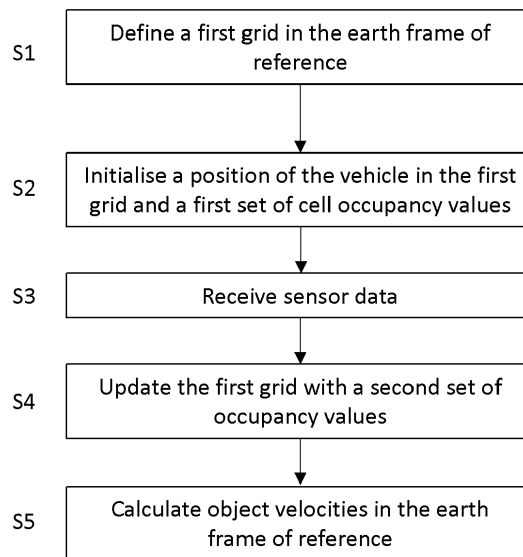 S1
Define a first grid in the earth frame of
reference
S2
Initialise a position of the vehicle in the first
grid and a first set of cell occupancy values
S3
Receive sensor data
S4
Update the first grid with a second set of
occupancy values
S5
Calculate object velocities in the earth
frame of reference